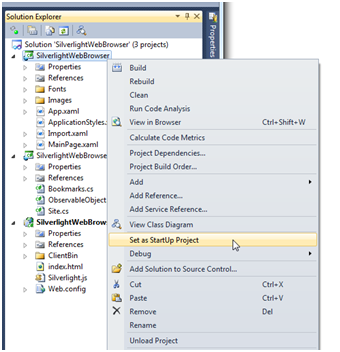 Solution Explorer
Solution 'SilverlightWebBrowser' (3 projects)
SilverlightWebBrowser
Properties
References
Fonts
Images
App.xaml
ApplicationStyles.
Import.xaml
MainPage.xaml
SilverlightWebBrowse
Properties
References
Bookmarks.cs
ObservableObject
Site.cs
SilverlightWebBro
Properties
References
ClientBin
index.html
Silverlight.js
Web.config
Build
Rebuild
Clean
Run Code Analysis
View in Browser Ctrl+Shift+W
Calculate Code Metrics
Project Dependencies...
Project Build Order...
Add
Add Reference...
Add Service Reference...
View Class Diagram
Set as StartUp Project
Debug
Add Solution to Source Control...
Cut Ctrl+X
Paste Ctrl+V
Remove Del
Rename
Unload Project
Properties